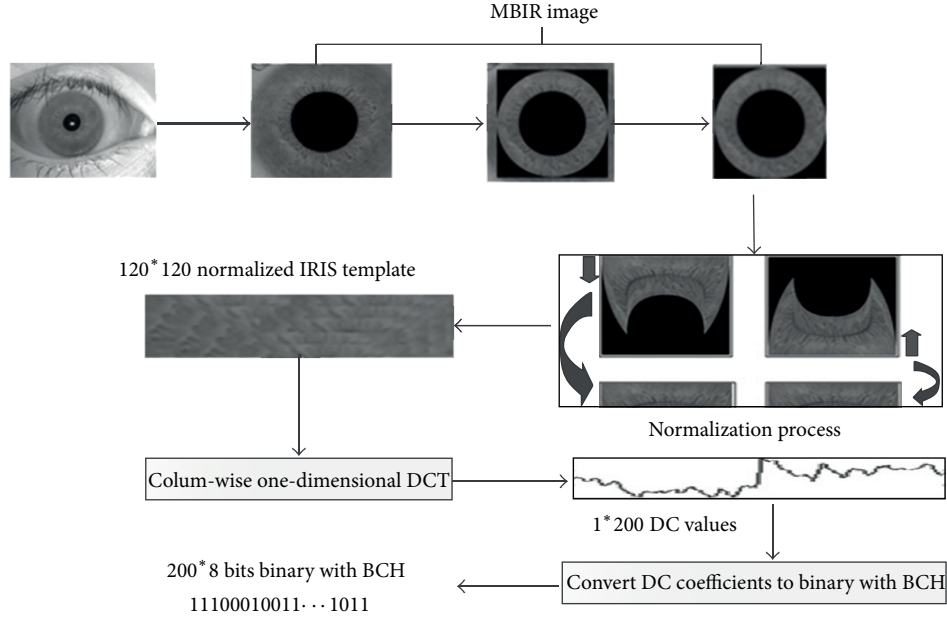 MBIR image
120*120 normalized IRIS template
Normalization process
Colum-wise one-dimensional DCT
1*200 DC values
Convert DC coefficients to binary with BCH
200*8 bits binary with BCH
11100010011⋯1011